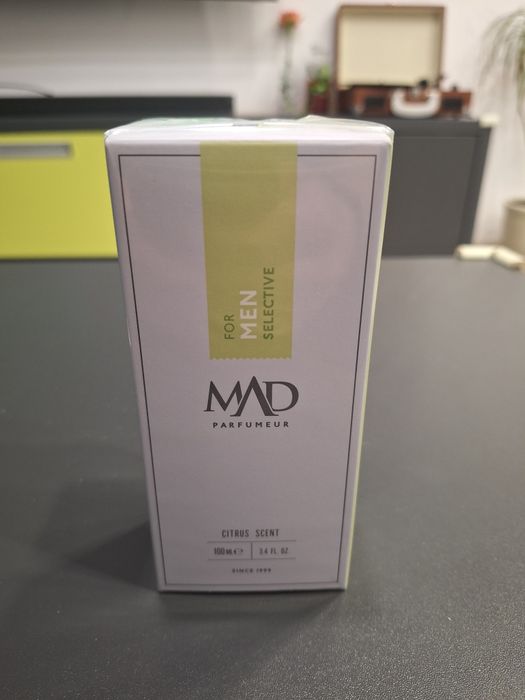 FOR
MEN
SELECTIVE
MAD
PARFUMEUR
CITRUS SCENT
100 ML ℮ 3.4 FL. OZ.
SINCE 1999